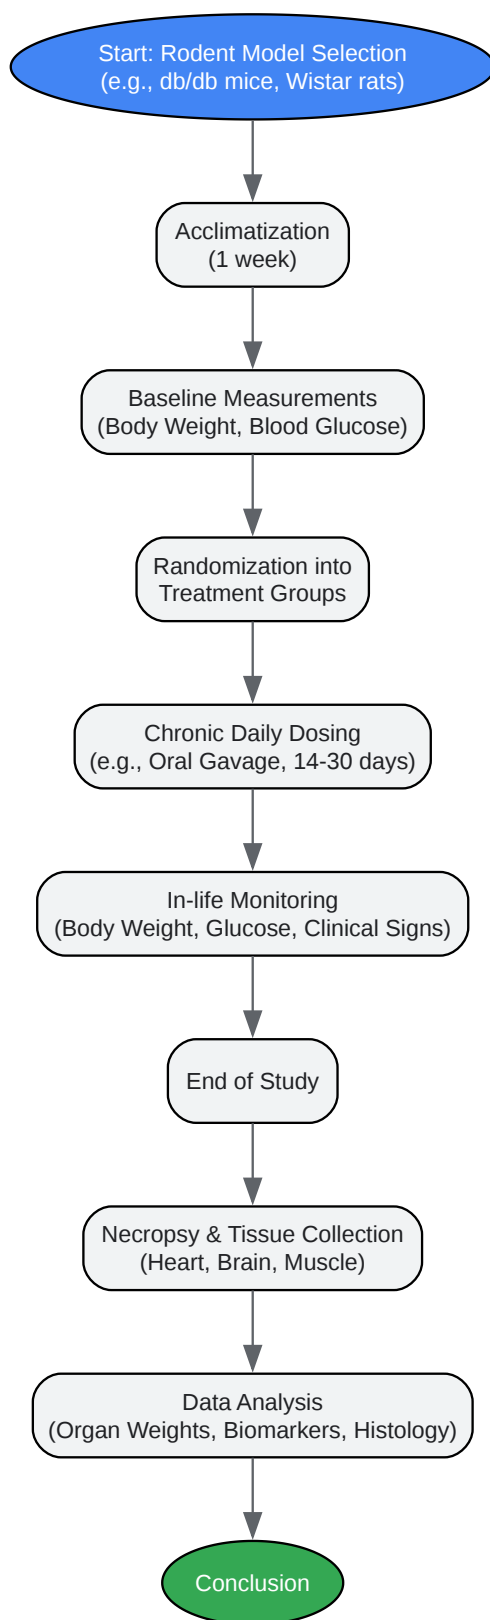 Start: Rodent Model Selection
(e.g., db/db mice, Wistar rats)
Acclimatization
(1 week)
Baseline Measurements
(Body Weight, Blood Glucose)
Randomization into
Treatment Groups
Chronic Daily Dosing
(e.g., Oral Gavage, 14-30 days)
In-life Monitoring
(Body Weight, Glucose, Clinical Signs)
End of Study
Necropsy & Tissue Collection
(Heart, Brain, Muscle)
Data Analysis
(Organ Weights, Biomarkers, Histology)
Conclusion